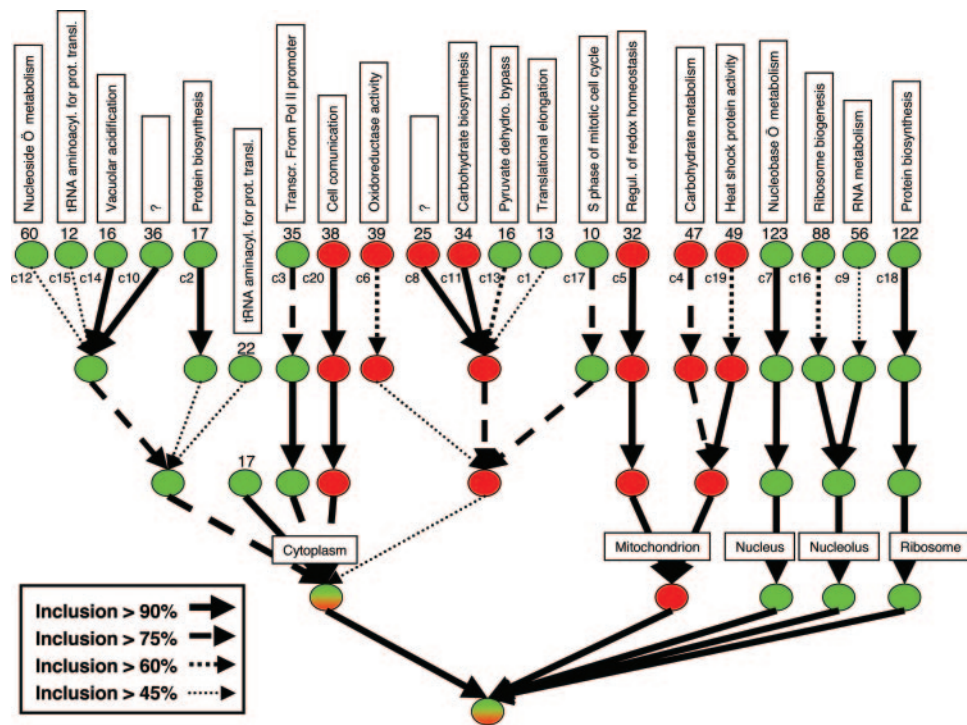 Nucleoside Ô metabolism
tRNA aminoacyl. for prot. transl.
Vacuolar acidification
?
Protein biosynthesis
tRNA aminacyl. for prot. transl.
Transcr. From Pol II promoter
Cell comunication
Oxidoreductase activity
?
Carbohydrate biosynthesis
Pyruvate dehydro. bypass
Translational elongation
S phase of mitotic cell cycle
Regul. of redox homeostasis
Carbohydrate metabolism
Heat shock protein activity
Nucleobase Ô metabolism
Ribosome biogenesis
RNA metabolism
Protein biosynthesis
60 12 16 36 17 35 38 39 25 34 16 13 10 32 47 49 123 88 56 122
c12 c15 c14 c10 c2 c3 c20 c6 c8 c11 c13 c1 c17 c5 c4 c19 c7 c16 c9 c18
22
17
Cytoplasm Mitochondrion Nucleus Nucleolus Ribosome
Inclusion > 90%
Inclusion > 75%
Inclusion > 60%
Inclusion > 45%